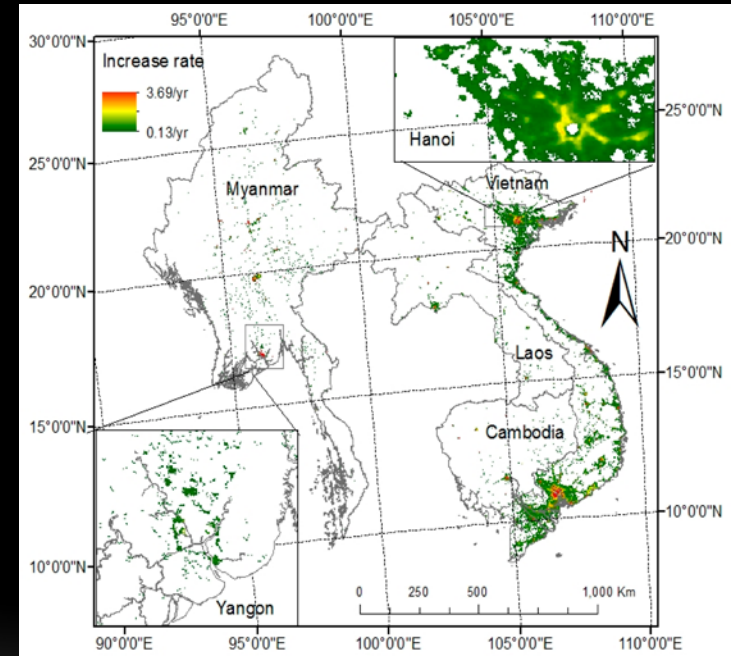 95°0'0"E 100°0'0"E 105°0'0"E 110°0'0"E
30°0'0"N
Increase rate
3.69/yr
0.13/yr
Hanoi
25°0'0"N
25°0'0"N
Myanmar
Vietnam
20°0'0"N
N
20°0'0"N
Laos
15°0'0"N
15°0'0"N
Cambodia
10°0'0"N
10°0'0"N
0 250 500 1,000 Km
Yangon
90°0'0"E 95°0'0"E 100°0'0"E 105°0'0"E 110°0'0"E